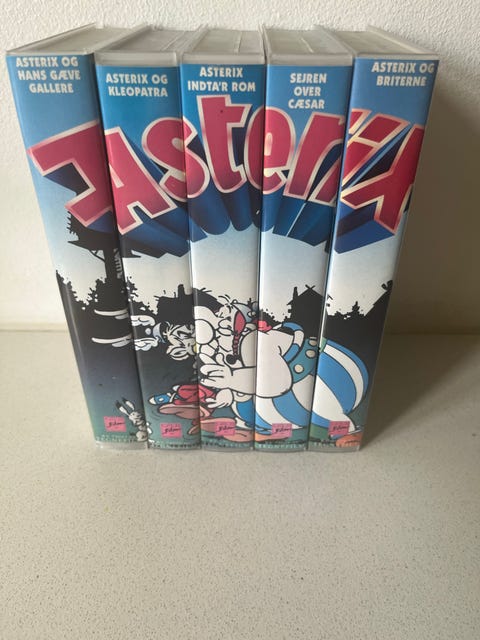 ASTERIX OG
HANS GÆVE
GALLERE
ASTERIX OG
KLEOPATRA
ASTERIX
INDTA'R ROM
SEJREN
OVER
CÆSAR
ASTERIX OG
BRITERNE
Asterix